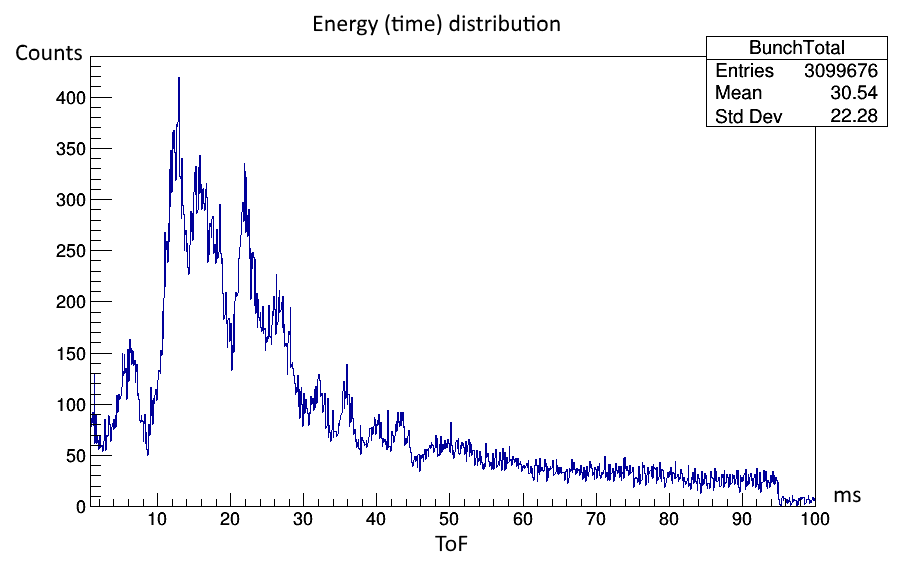 Energy (time) distribution
Counts
BunchTotal
Entries 3099676
Mean 30.54
Std Dev 22.28
400
350
300
250
200
150
100
50
0
10 20 30 40 50 60 70 80 90 100
ms
ToF